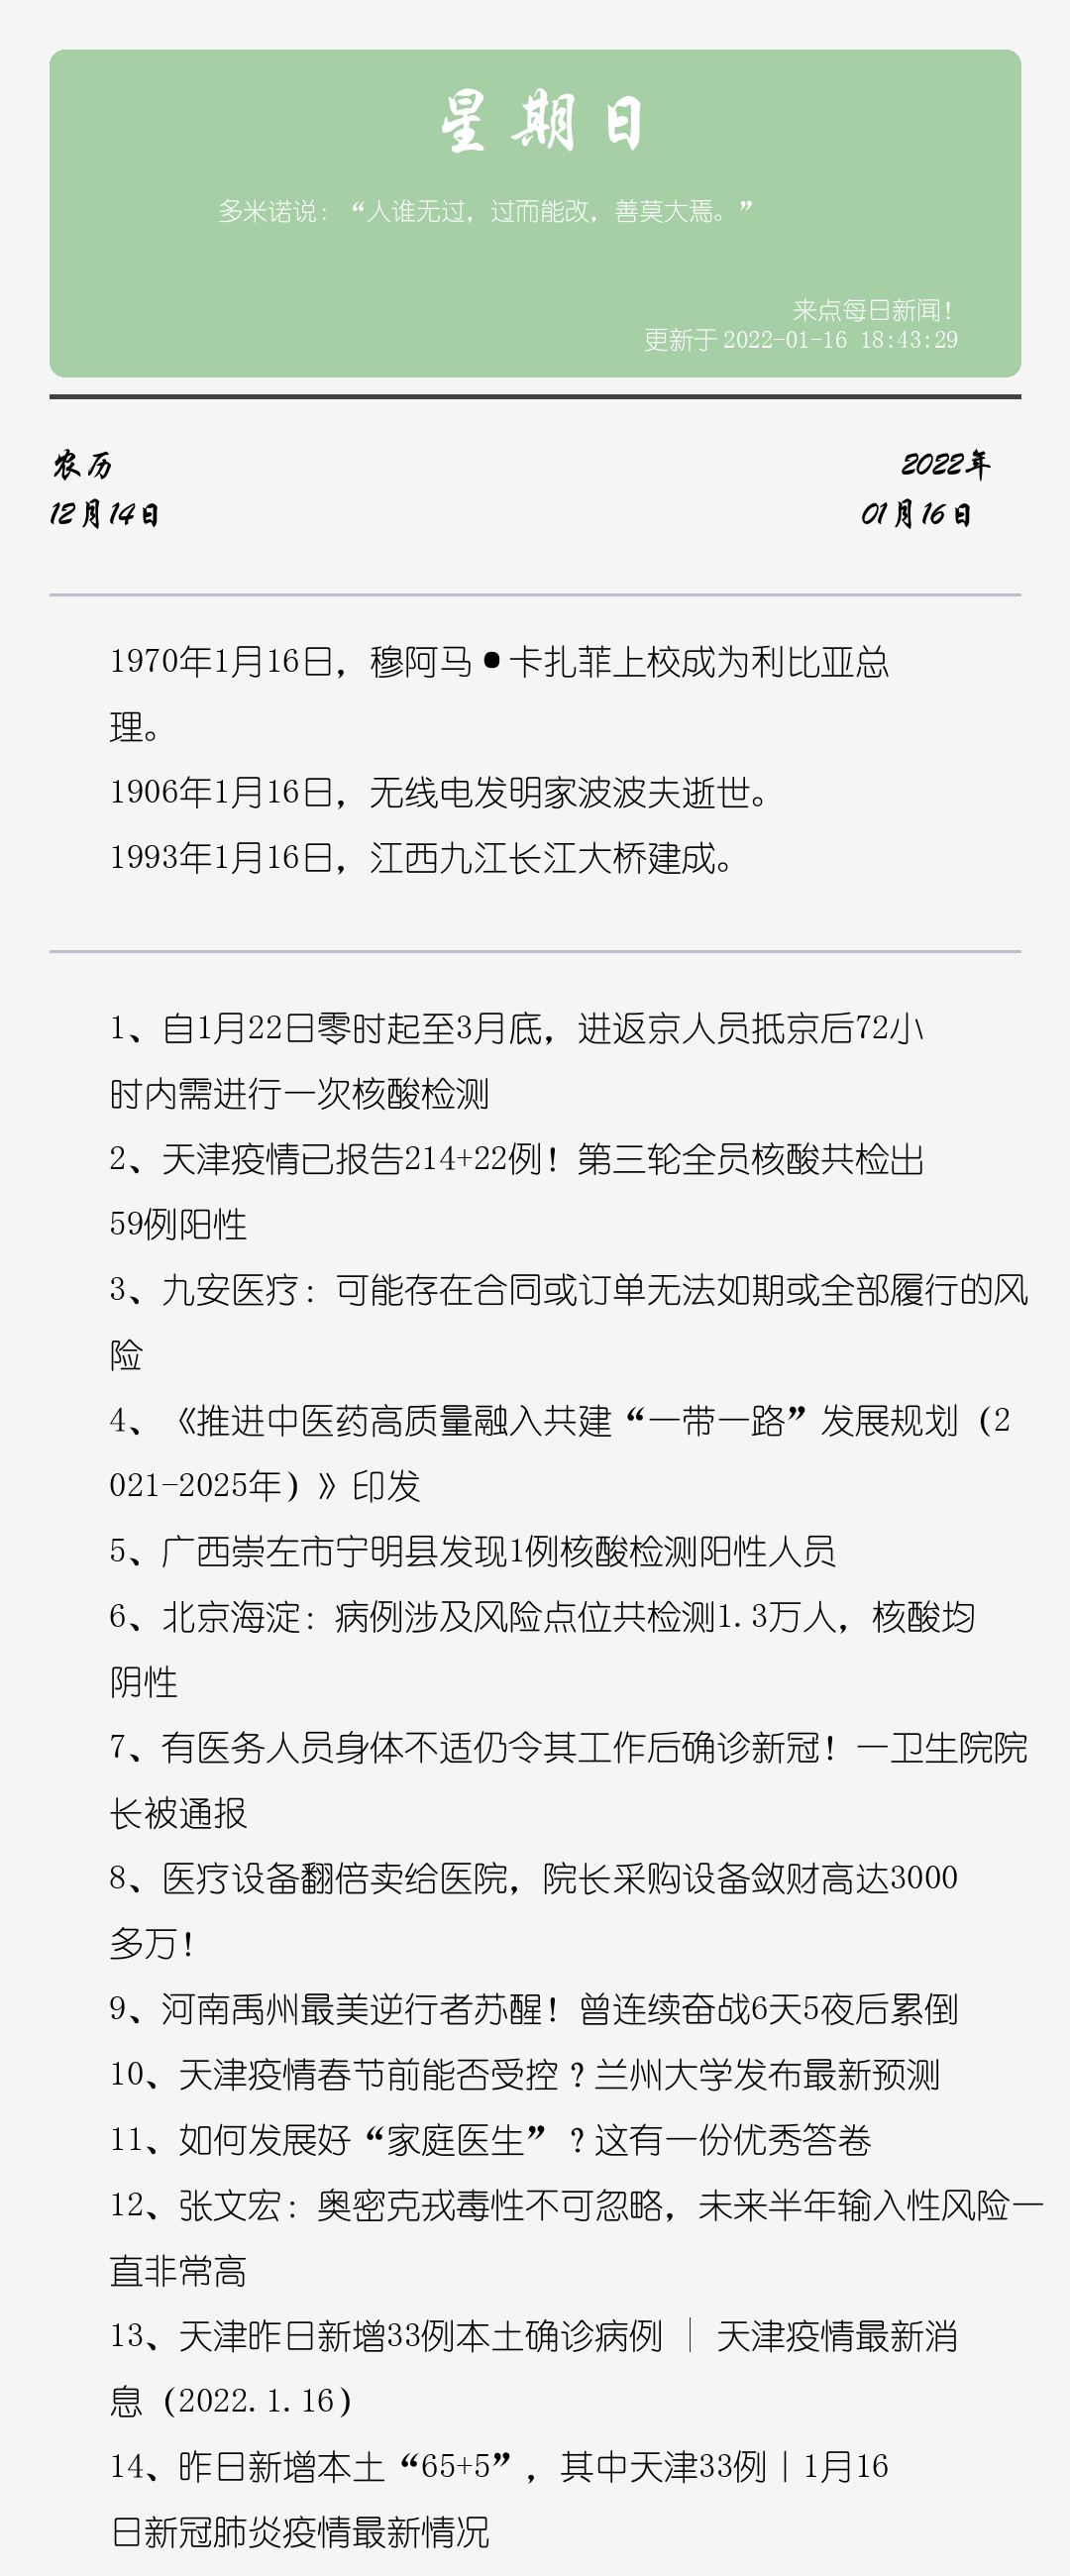 星期日
多米诺说：“人谁无过，过而能改，善莫大焉。”
来点每日新闻！
更新于 2022-01-16 18:43:29
农历
2022年
12月14日
01月16日
1970年1月16日，穆阿马•卡扎菲上校成为利比亚总
理。
1906年1月16日，无线电发明家波波夫逝世。
1993年1月16日，江西九江长江大桥建成。
1、自1月22日零时起至3月底，进返京人员抵京后72小
时内需进行一次核酸检测
2、天津疫情已报告214+22例！第三轮全员核酸共检出
59例阳性
3、九安医疗：可能存在合同或订单无法如期或全部履行的风
险
4、《推进中医药高质量融入共建“一带一路”发展规划（2
021-2025年）》印发
5、广西崇左市宁明县发现1例核酸检测阳性人员
6、北京海淀：病例涉及风险点位共检测1.3万人，核酸均
阴性
7、有医务人员身体不适仍令其工作后确诊新冠！一卫生院院
长被通报
8、医疗设备翻倍卖给医院，院长采购设备敛财高达3000
多万！
9、河南禹州最美逆行者苏醒！曾连续奋战6天5夜后累倒
10、天津疫情春节前能否受控？兰州大学发布最新预测
11、如何发展好“家庭医生”？这有一份优秀答卷
12、张文宏：奥密克戎毒性不可忽略，未来半年输入性风险一
直非常高
13、天津昨日新增33例本土确诊病例 │ 天津疫情最新消
息（2022.1.16）
14、昨日新增本土“65+5”，其中天津33例丨1月16
日新冠肺炎疫情最新情况